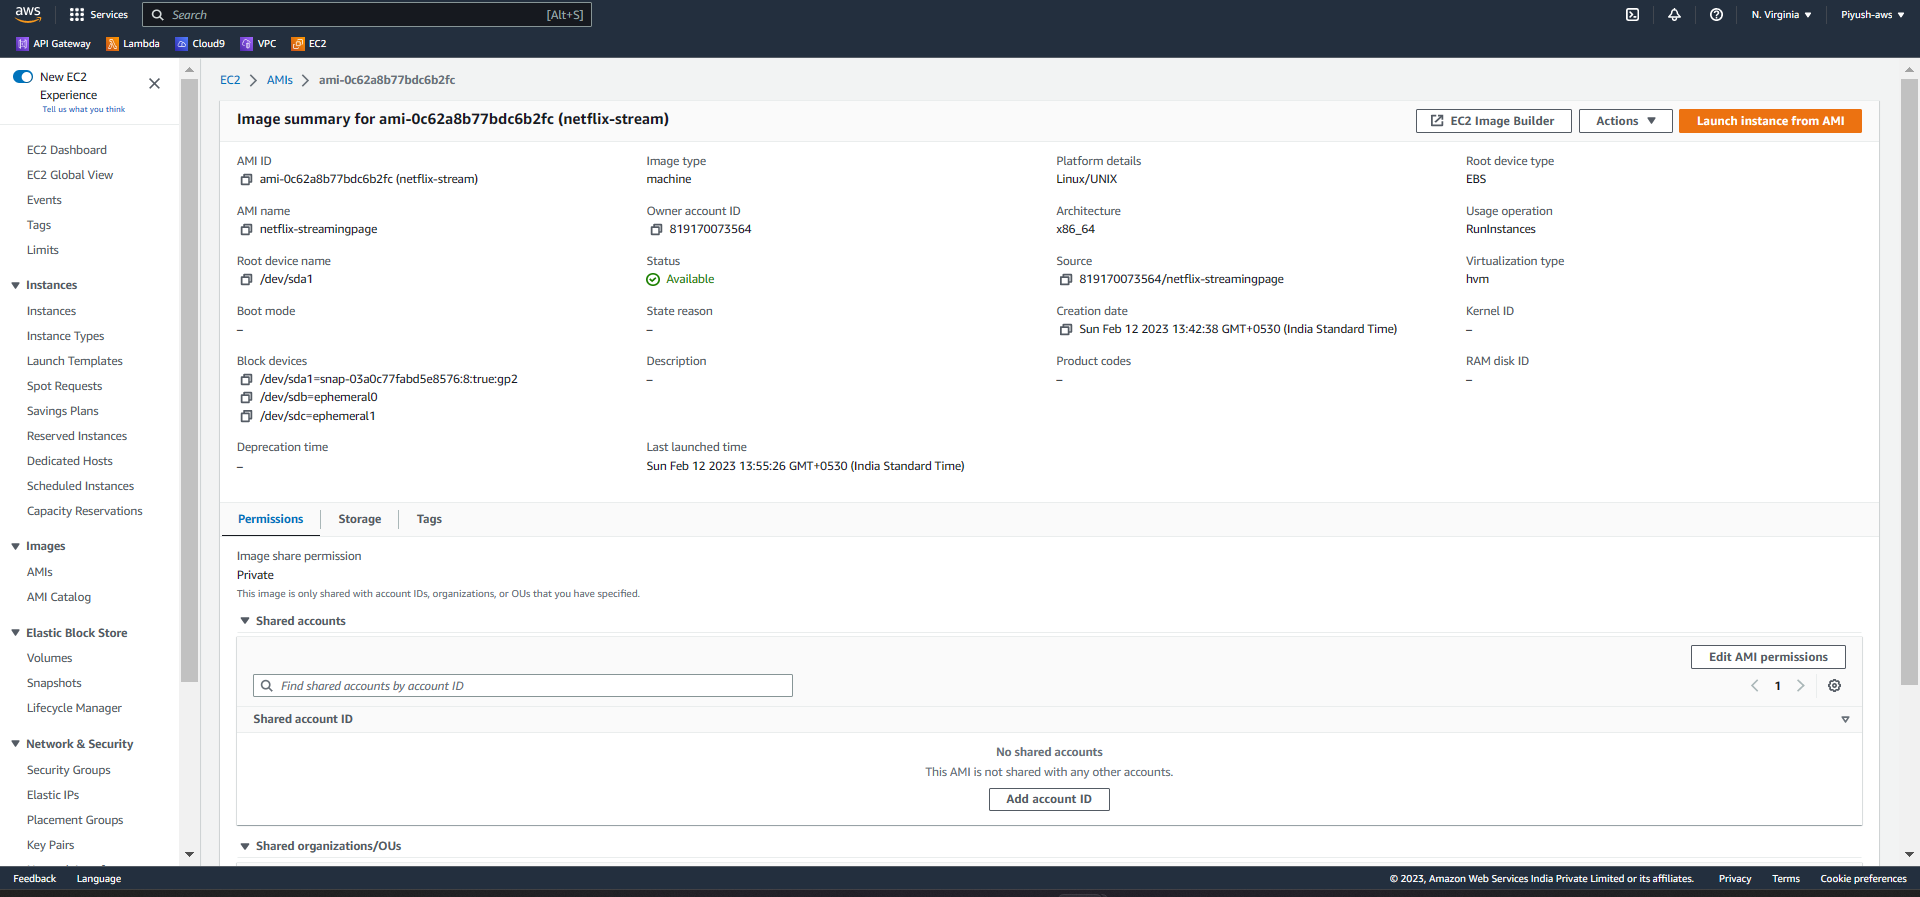 aws Services Search [Alt+S] N. Virginia ▼ Piyush-aws ▼
API Gateway Lambda Cloud9 VPC EC2
New EC2
Experience
Tell us what you think
EC2 Dashboard
EC2 Global View
Events
Tags
Limits
Instances
Instances
Instance Types
Launch Templates
Spot Requests
Savings Plans
Reserved Instances
Dedicated Hosts
Scheduled Instances
Capacity Reservations
Images
AMIs
AMI Catalog
Elastic Block Store
Volumes
Snapshots
Lifecycle Manager
Network & Security
Security Groups
Elastic IPs
Placement Groups
Key Pairs
EC2 > AMIs > ami-0c62a8b77bdc6b2fc
Image summary for ami-0c62a8b77bdc6b2fc (netflix-stream)
EC2 Image Builder Actions ▼ Launch instance from AMI
AMI ID
ami-0c62a8b77bdc6b2fc (netflix-stream)
Image type
machine
Platform details
Linux/UNIX
Root device type
EBS
AMI name
netflix-streamingpage
Owner account ID
819170073564
Architecture
x86_64
Usage operation
RunInstances
Root device name
/dev/sda1
Status
Available
Source
819170073564/netflix-streamingpage
Virtualization type
hvm
Boot mode
–
State reason
–
Creation date
Sun Feb 12 2023 13:42:38 GMT+0530 (India Standard Time)
Kernel ID
–
Block devices
/dev/sda1=snap-03a0c77fabd5e8576:8:true:gp2
/dev/sdb=ephemeral0
/dev/sdc=ephemeral1
Description
–
Product codes
–
RAM disk ID
–
Deprecation time
–
Last launched time
Sun Feb 12 2023 13:55:26 GMT+0530 (India Standard Time)
Permissions Storage Tags
Image share permission
Private
This image is only shared with account IDs, organizations, or OUs that you have specified.
Shared accounts
Edit AMI permissions
Find shared accounts by account ID
1
Shared account ID
No shared accounts
This AMI is not shared with any other accounts.
Add account ID
Shared organizations/OUs
Feedback Language © 2023, Amazon Web Services India Private Limited or its affiliates. Privacy Terms Cookie preferences